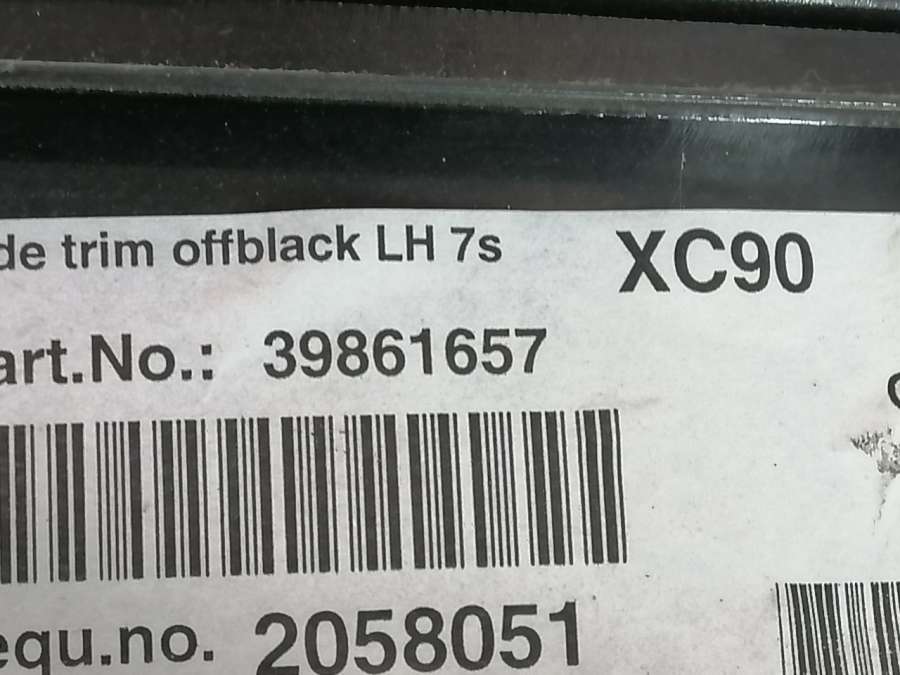 de trim offblack LH 7s
XC90
art.No.: 39861657
equ.no. 2058051